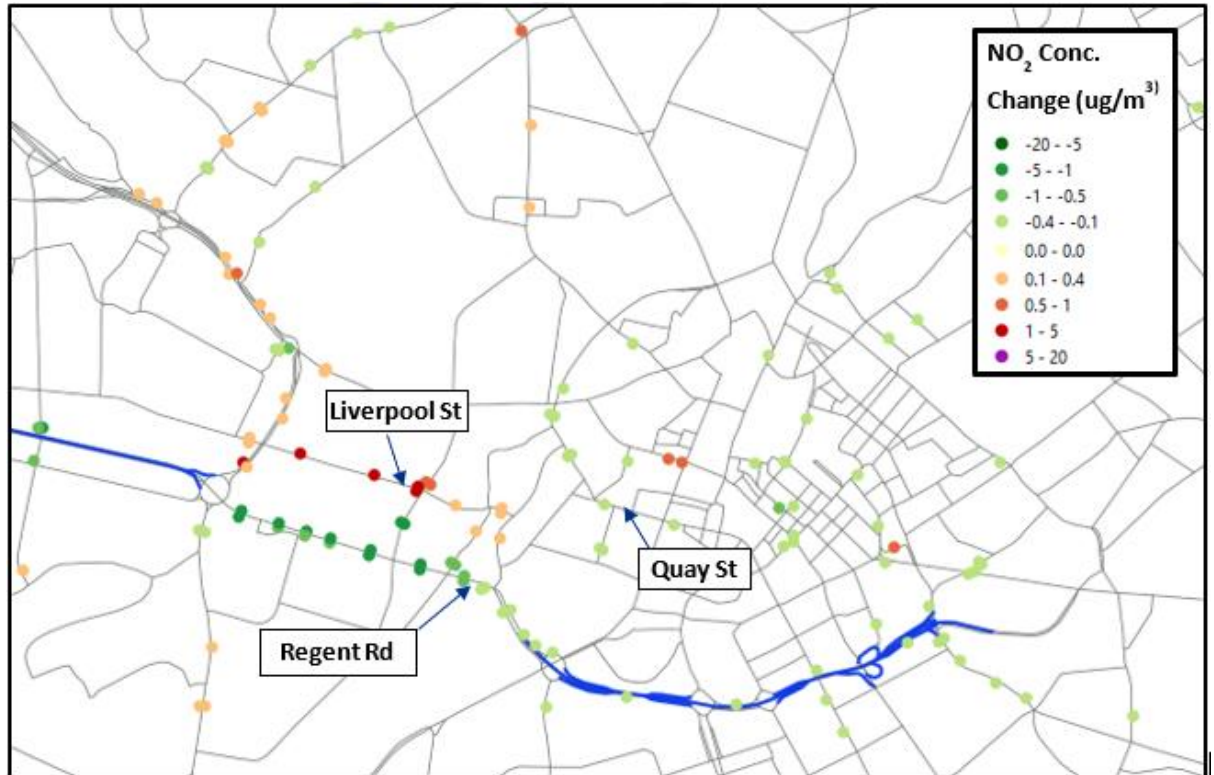 NO₂ Conc.
Change (ug/m³)
-20 - -5
-5 - -1
-1 - -0.5
-0.4 - -0.1
0.0 - 0.0
0.1 - 0.4
0.5 - 1
1 - 5
5 - 20
Liverpool St
Quay St
Regent Rd